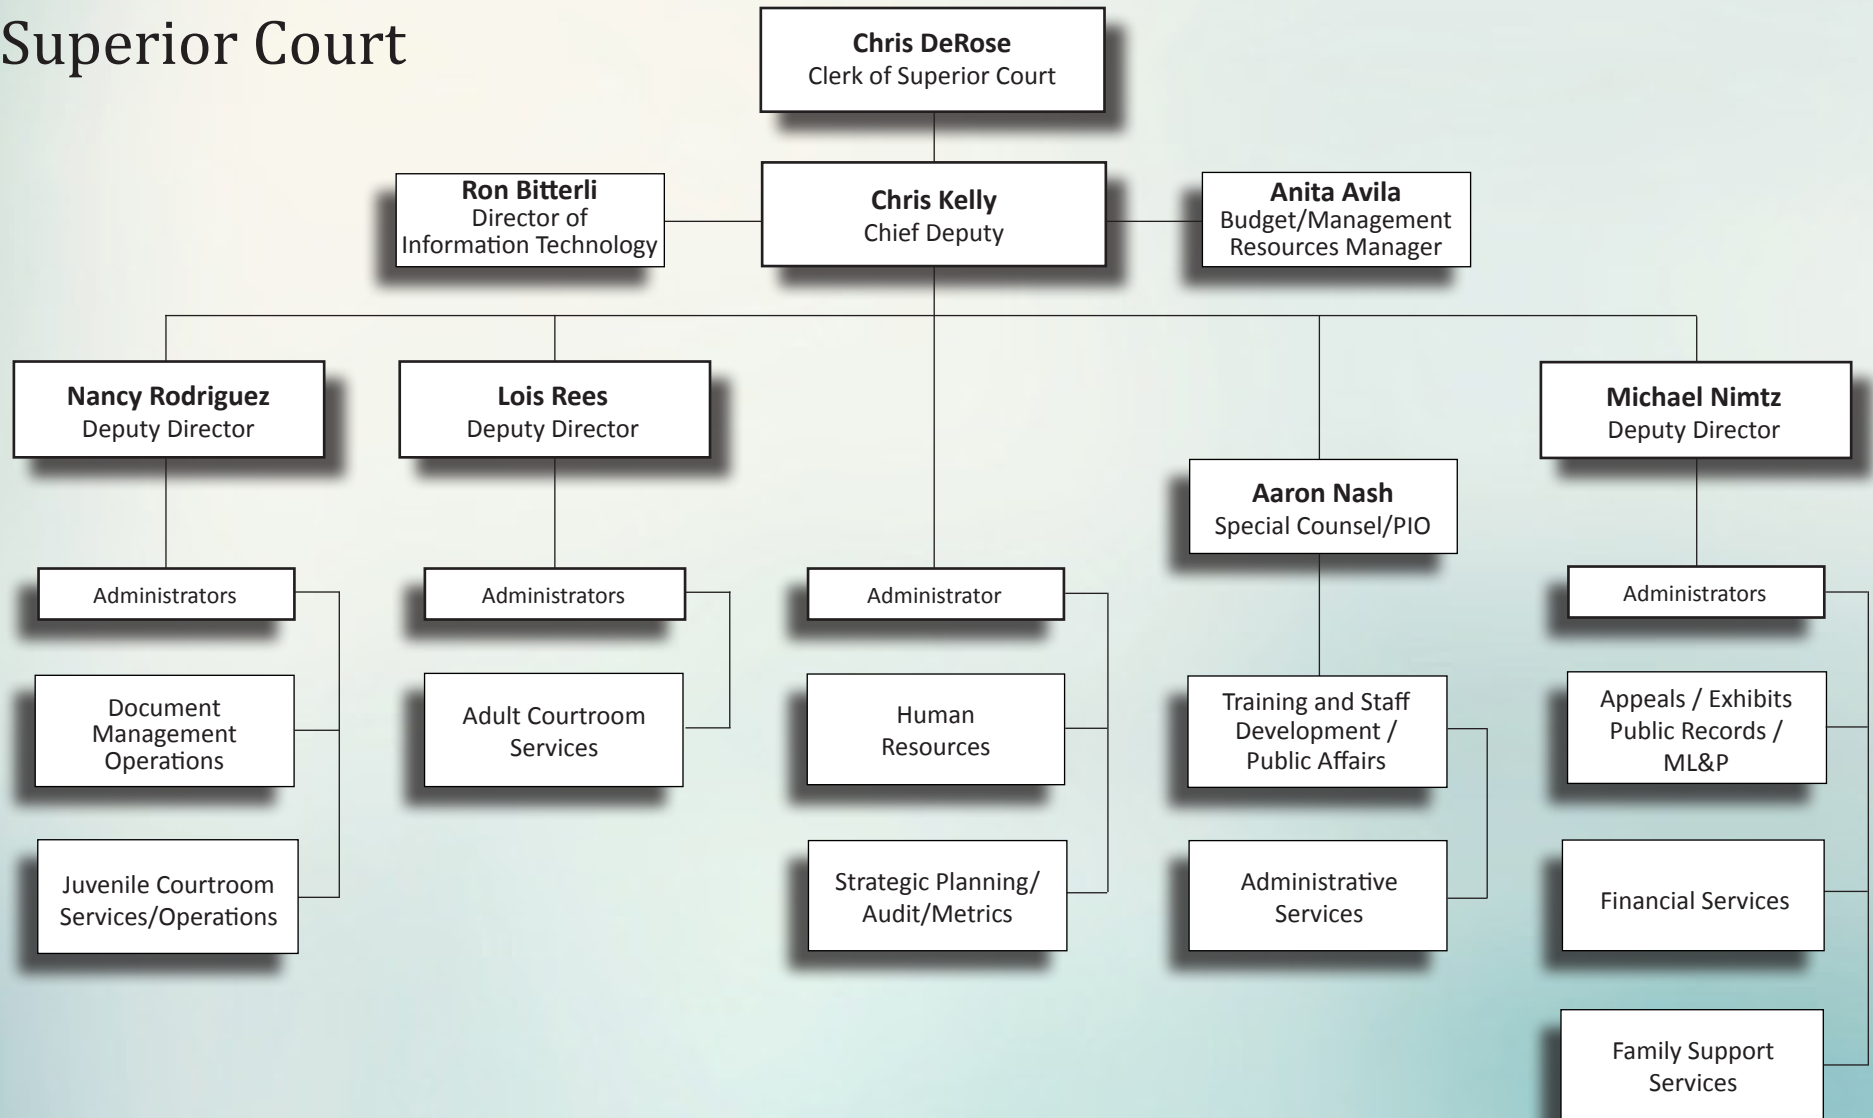 Superior Court
Chris DeRose
Clerk of Superior Court
Ron Bitterli
Director of
Information Technology
Chris Kelly
Chief Deputy
Anita Avila
Budget/Management
Resources Manager
Nancy Rodriguez
Deputy Director
Lois Rees
Deputy Director
Michael Nimtz
Deputy Director
Aaron Nash
Special Counsel/PIO
Administrators
Administrators
Administrator
Administrators
Document
Management
Operations
Adult Courtroom
Services
Human
Resources
Training and Staff
Development /
Public Affairs
Appeals / Exhibits
Public Records /
ML&P
Juvenile Courtroom
Services/Operations
Strategic Planning/
Audit/Metrics
Administrative
Services
Financial Services
Family Support
Services